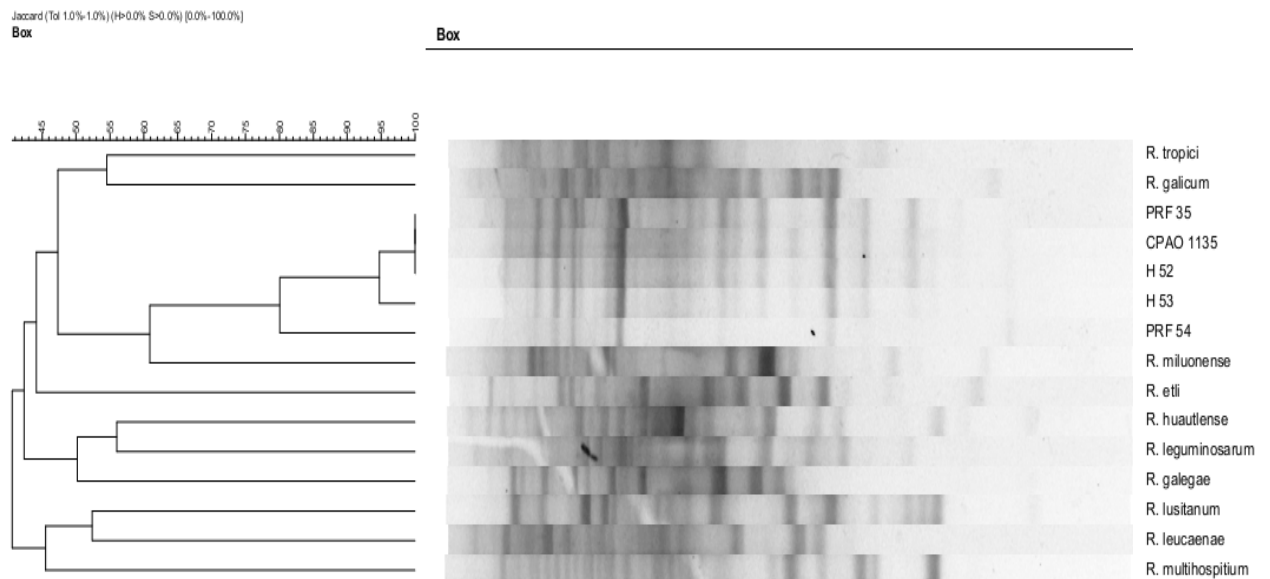 Jaccard (Tol 1.0%-1.0%) (H>0.0% S>0.0%) [0.0%-100.0%]
Box
Box
45 50 55 60 65 70 75 80 85 90 95 100
R. tropici
R. galicum
PRF 35
CPAO 1135
H 52
H 53
PRF 54
R. miluonense
R. etli
R. huautlense
R. leguminosarum
R. galegae
R. lusitanum
R. leucaenae
R. multihospitium